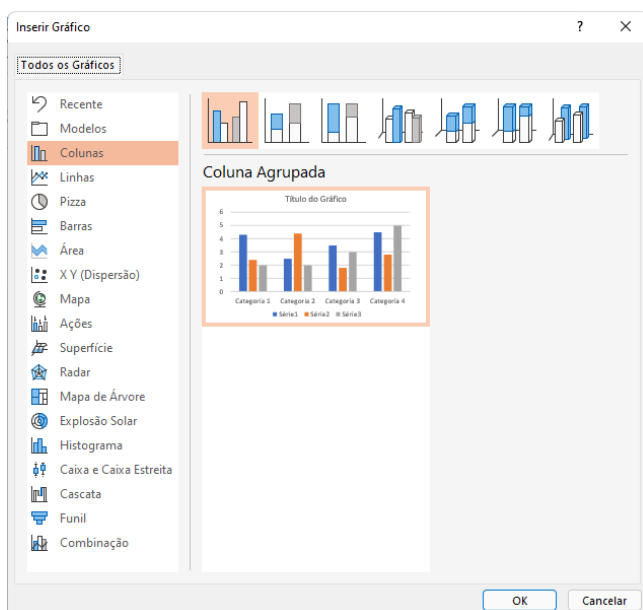 Inserir Gráfico
?
Todos os Gráficos
Recente
Modelos
Colunas
Linhas
Pizza
Barras
Área
X Y (Dispersão)
Mapa
Ações
Superfície
Radar
Mapa de Árvore
Explosão Solar
Histograma
Caixa e Caixa Estreita
Cascata
Funil
Combinação
Coluna Agrupada
Título do Gráfico
6
5
4
3
2
1
0
Categoria 1 Categoria 2 Categoria 3 Categoria 4
Série1 Série2 Série3
OK Cancelar